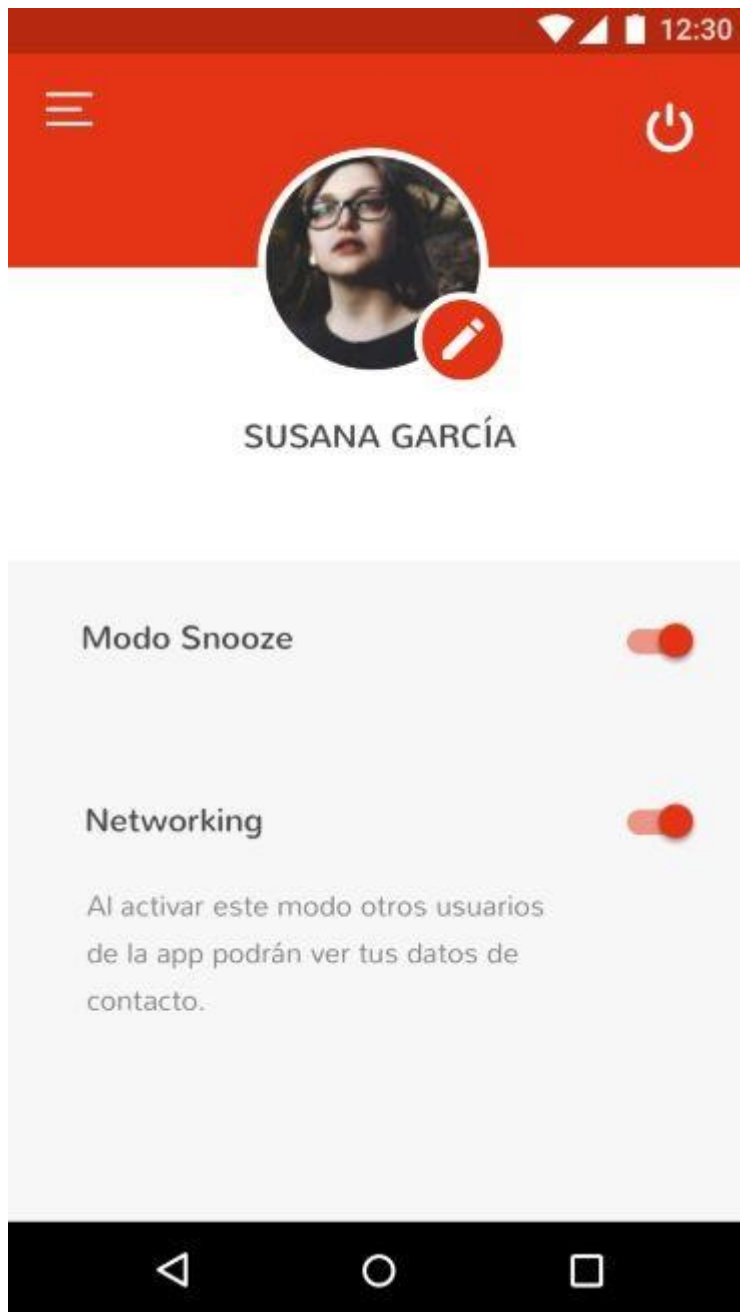 12:30
SUSANA GARCÍA
Modo Snooze
Networking
Al activar este modo otros usuarios
de la app podrán ver tus datos de
contacto.